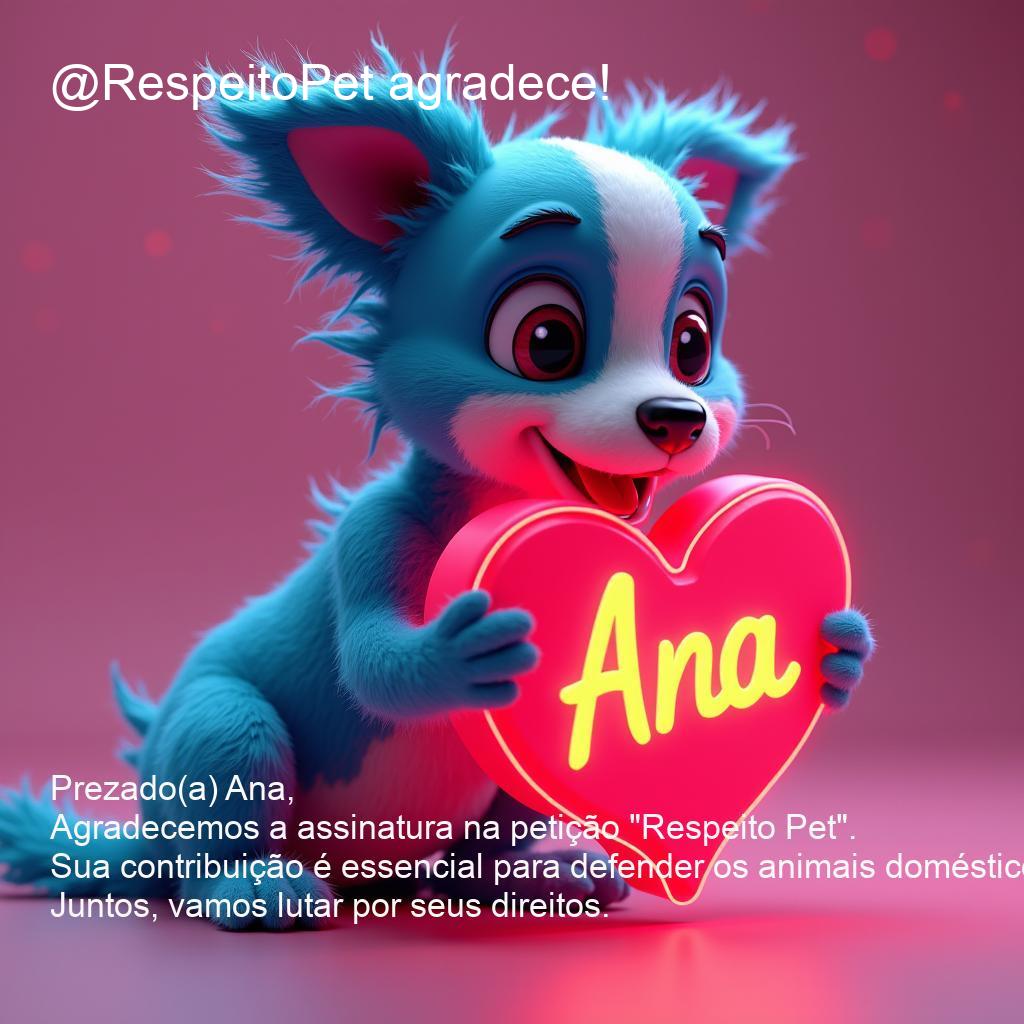 @RespeitoPet agradece!
Ana
Prezado(a) Ana,
Agradecemos a assinatura na petição "Respeito Pet".
Sua contribuição é essencial para defender os animais doméstic
Juntos, vamos lutar por seus direitos.